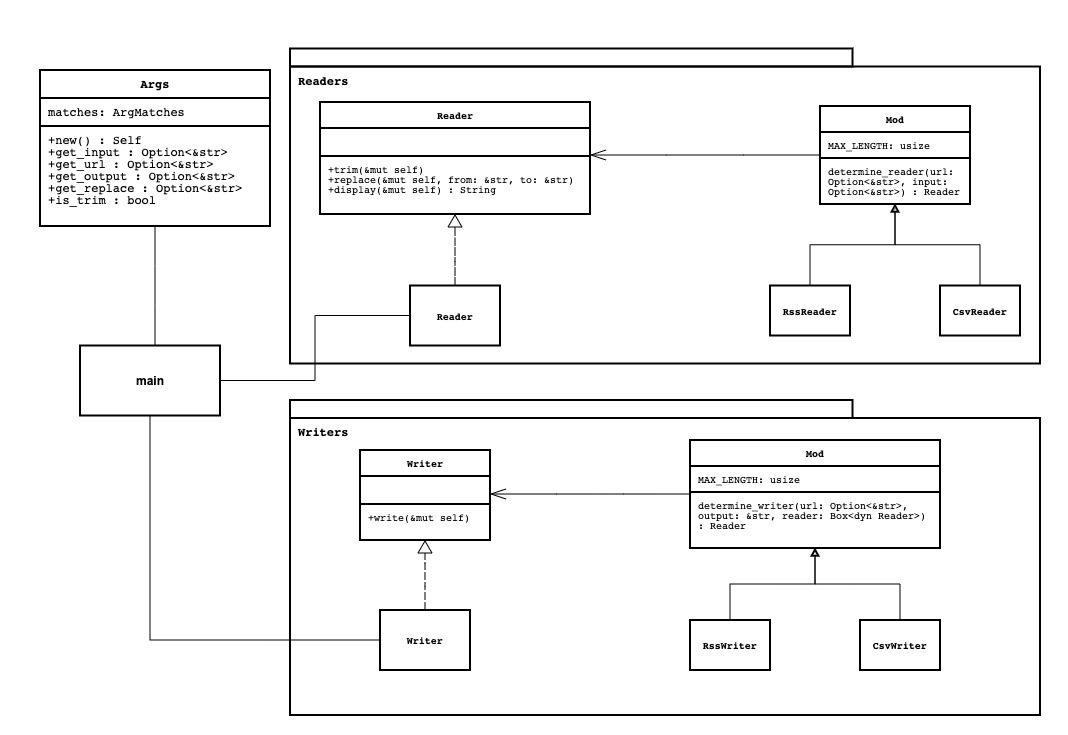 Args
matches: ArgMatches
+new() : Self
+get_input : Option<&str>
+get_url : Option<&str>
+get_output : Option<&str>
+get_replace : Option<&str>
+is_trim : bool
main
Readers
Reader
+trim(&mut self)
+replace(&mut self, from: &str, to: &str)
+display(&mut self) : String
Mod
MAX_LENGTH: usize
determine_reader(url:
Option<&str>, input:
Option<&str>) : Reader
Reader
RssReader
CsvReader
Writers
Writer
+write(&mut self)
Mod
MAX_LENGTH: usize
determine_writer(url: Option<&str>,
output: &str, reader: Box<dyn Reader>)
: Reader
Writer
RssWriter
CsvWriter